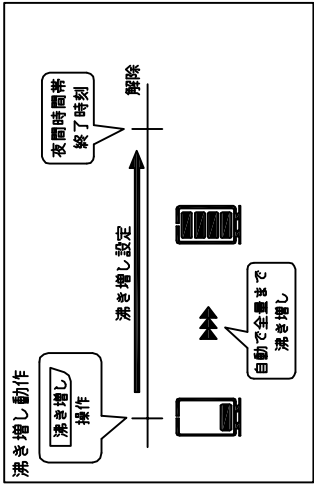 沸き増し動作
沸き増し
操作
夜間時間帯
終了時刻
沸き増し設定
解除
自動で全量まで
沸き増し